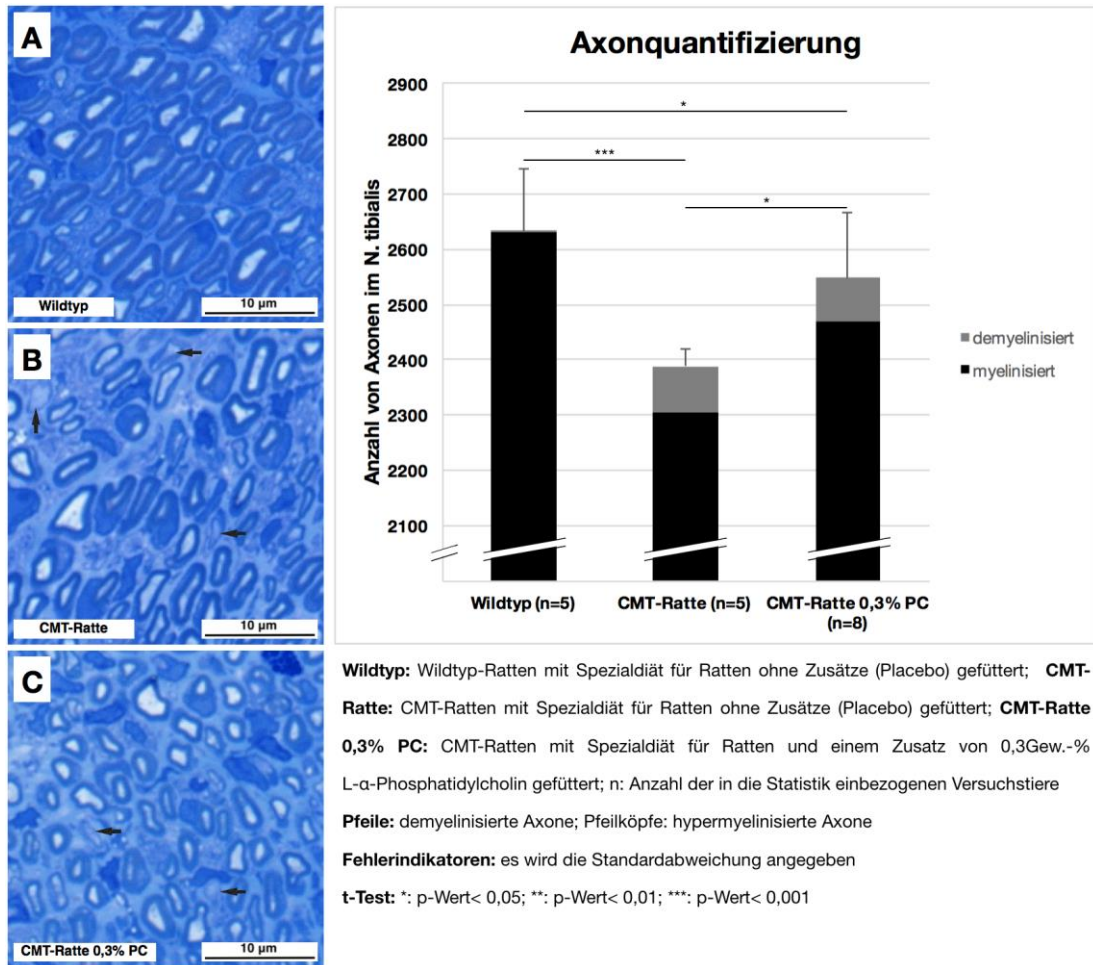 A
Wildtyp
10 µm
B
CMT-Ratte
10 µm
C
CMT-Ratte 0,3% PC
10 µm
Axonquantifizierung
Anzahl von Axonen im N. tibialis
2900
2800
2700
2600
2500
2400
2300
2200
2100
*
***
*
demyelinisiert
myelinisiert
Wildtyp (n=5)
CMT-Ratte (n=5)
CMT-Ratte 0,3% PC
(n=8)
Wildtyp: Wildtyp-Ratten mit Spezialdiät für Ratten ohne Zusätze (Placebo) gefüttert; CMT-
Ratte: CMT-Ratten mit Spezialdiät für Ratten ohne Zusätze (Placebo) gefüttert; CMT-Ratte
0,3% PC: CMT-Ratten mit Spezialdiät für Ratten und einem Zusatz von 0,3Gew.-%
L-α-Phosphatidylcholin gefüttert; n: Anzahl der in die Statistik einbezogenen Versuchstiere
Pfeile: demyelinisierte Axone; Pfeilköpfe: hypermyelinisierte Axone
Fehlerindikatoren: es wird die Standardabweichung angegeben
t-Test: *: p-Wert< 0,05; **: p-Wert< 0,01; ***: p-Wert< 0,001